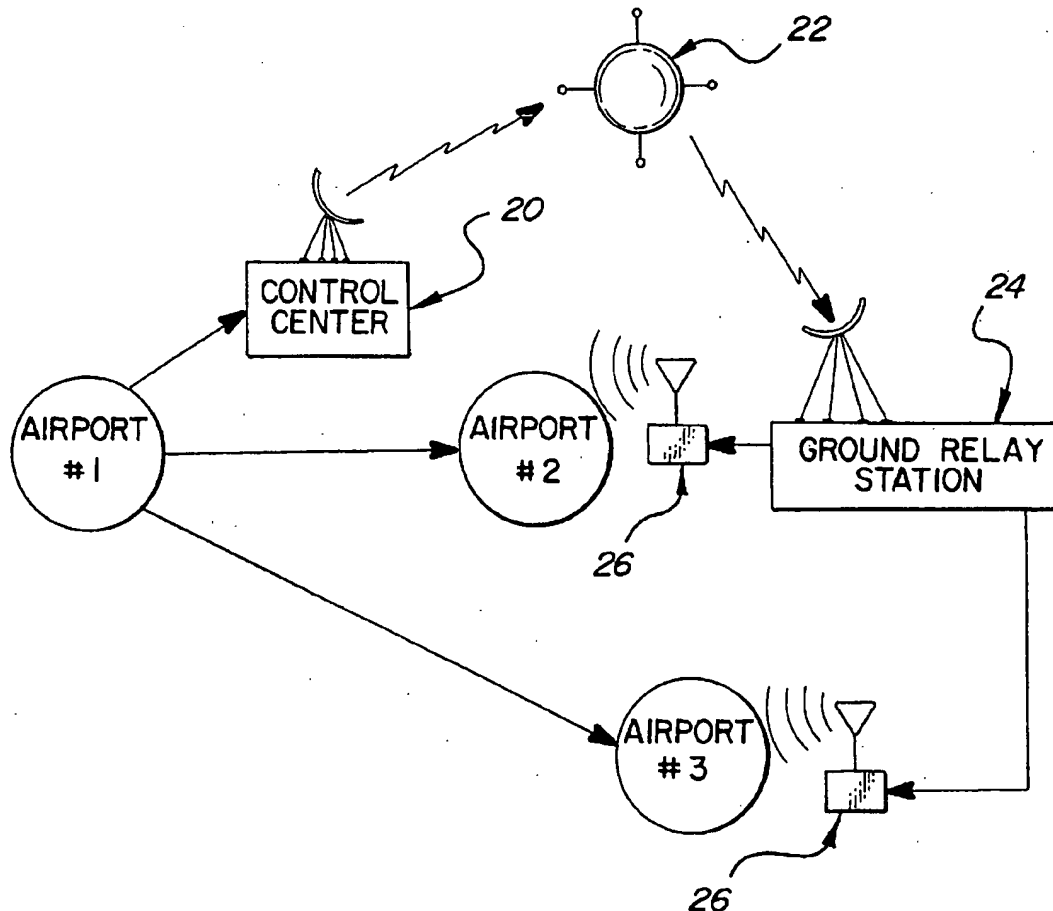 22
20
CONTROL
CENTER
24
AIRPORT
#1
AIRPORT
#2
GROUND RELAY
STATION
26
AIRPORT
#3
26